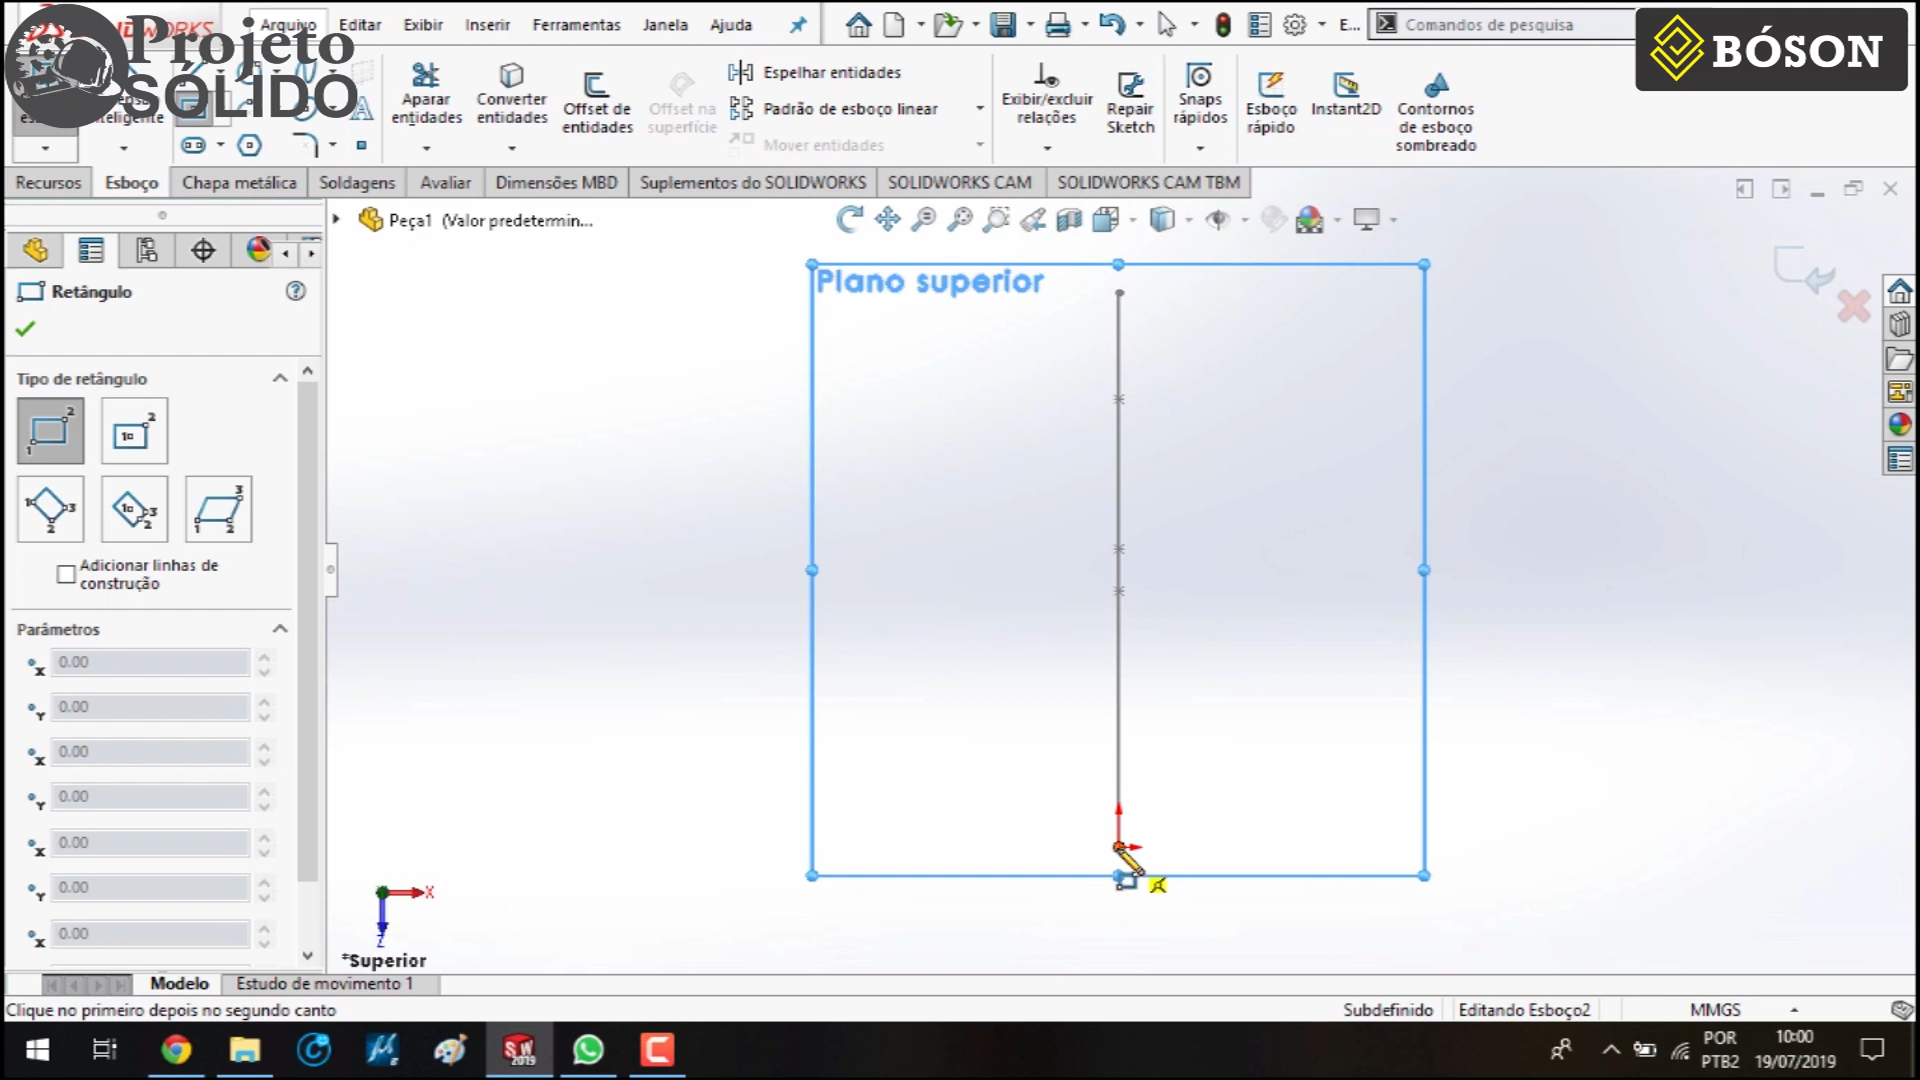 Projeto
SÓLIDO
Arquivo Editar Exibir Inserir Ferramentas Janela Ajuda
E...
Comandos de pesquisa
BÓSON
Aparar
entidades
Converter
entidades
Offset de
entidades
Offset na
superfície
Espelhar entidades
Padrão de esboço linear
Mover entidades
Exibir/excluir
relações
Repair
Sketch
Snaps
rápidos
Esboço
rápido
Instant2D
Contornos
de esboço
sombreado
Recursos Esboço Chapa metálica Soldagens Avaliar Dimensões MBD Suplementos do SOLIDWORKS SOLIDWORKS CAM SOLIDWORKS CAM TBM
Peça1 (Valor predetermin...
Retângulo
Plano superior
Tipo de retângulo
Adicionar linhas de
construção
Parâmetros
X 0.00
Y 0.00
X 0.00
Y 0.00
X 0.00
Y 0.00
X 0.00
X
Z
*Superior
Modelo Estudo de movimento 1
Clique no primeiro depois no segundo canto
Subdefinido Editando Esboço2 MMGS
SW
2019
POR
PTB2
10:00
19/07/2019